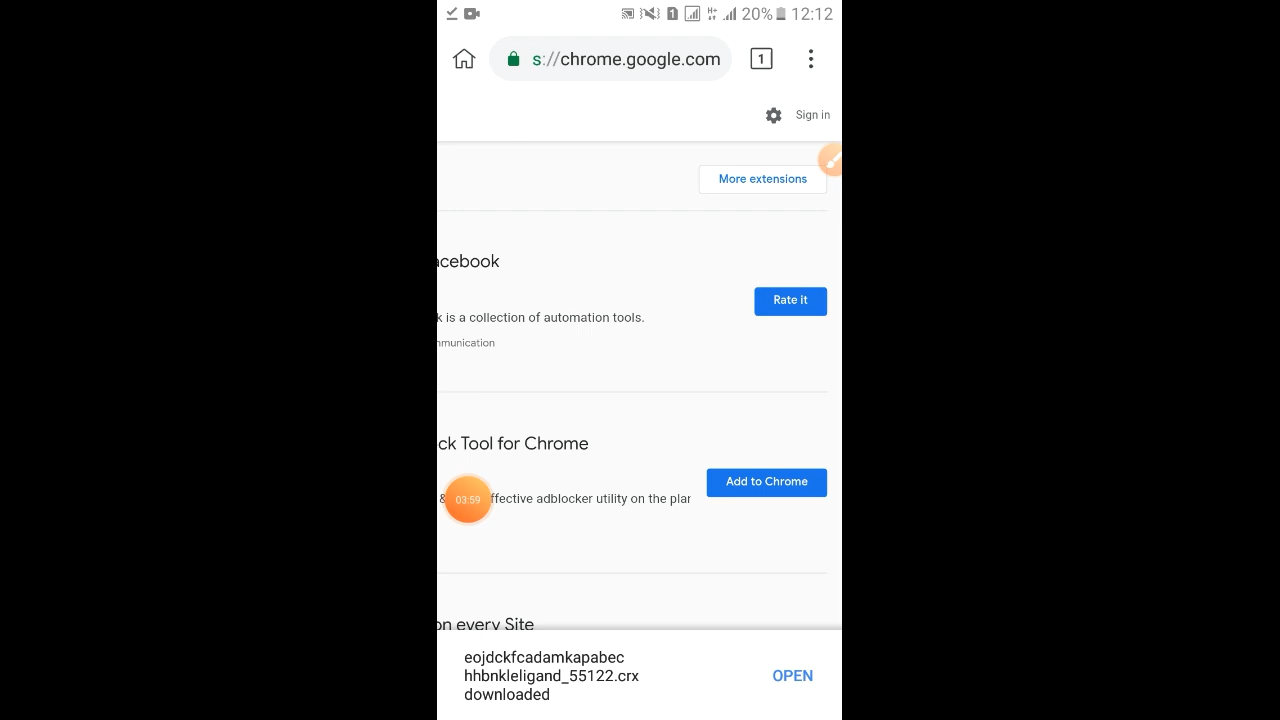 20% 12:12
s://chrome.google.com 1
Sign in
More extensions
acebook
Rate it
k is a collection of automation tools.
mmunication
ck Tool for Chrome
Add to Chrome
& ffective adblocker utility on the plar
03:59
on every Site
eojdckfcadamkapabec
hhbnkleligand_55122.crx
downloaded
OPEN